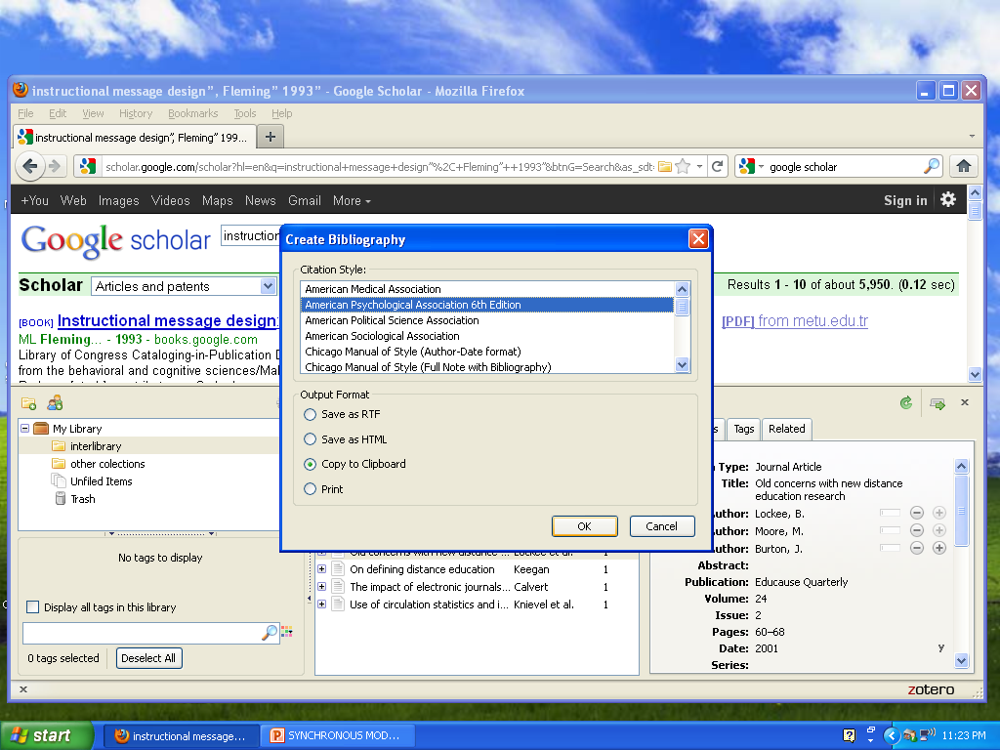 instructional message design", Fleming" 1993" - Google Scholar - Mozilla Firefox
File Edit View History Bookmarks Tools Help
instructional message design", Fleming" 199...
scholar.google.com/scholar?hl=en&q=instructional+message+design"%2C+Fleming"++1993"&btnG=Search&as_sdt
google scholar
+You Web Images Videos Maps News Gmail More Sign in
Google scholar
instruction
Scholar Articles and patents Results 1 - 10 of about 5,950. (0.12 sec)
[BOOK] Instructional message design:
ML Fleming... - 1993 - books.google.com
Library of Congress Cataloging-in-Publication D
from the behavioral and cognitive sciences/Mal
[PDF] from metu.edu.tr
Create Bibliography
Citation Style:
American Medical Association
American Psychological Association 6th Edition
American Political Science Association
American Sociological Association
Chicago Manual of Style (Author-Date format)
Chicago Manual of Style (Full Note with Bibliography)
Output Format
Save as RTF
Save as HTML
Copy to Clipboard
Print
OK Cancel
My Library
interlibrary
other colections
Unfiled Items
Trash
No tags to display
Display all tags in this library
0 tags selected Deselect All
Old concerns with new distance ... Lockee et al. 1
On defining distance education Keegan 1
The impact of electronic journals... Calvert 1
Use of circulation statistics and i... Knievel et al. 1
s Tags Related
Type: Journal Article
Title: Old concerns with new distance
education research
uthor: Lockee, B.
uthor: Moore, M.
uthor: Burton, J.
Abstract:
Publication: Educause Quarterly
Volume: 24
Issue: 2
Pages: 60–68
Date: 2001 y
Series:
zotero
start instructional message... SYNCHRONOUS MOD... 11:23 PM